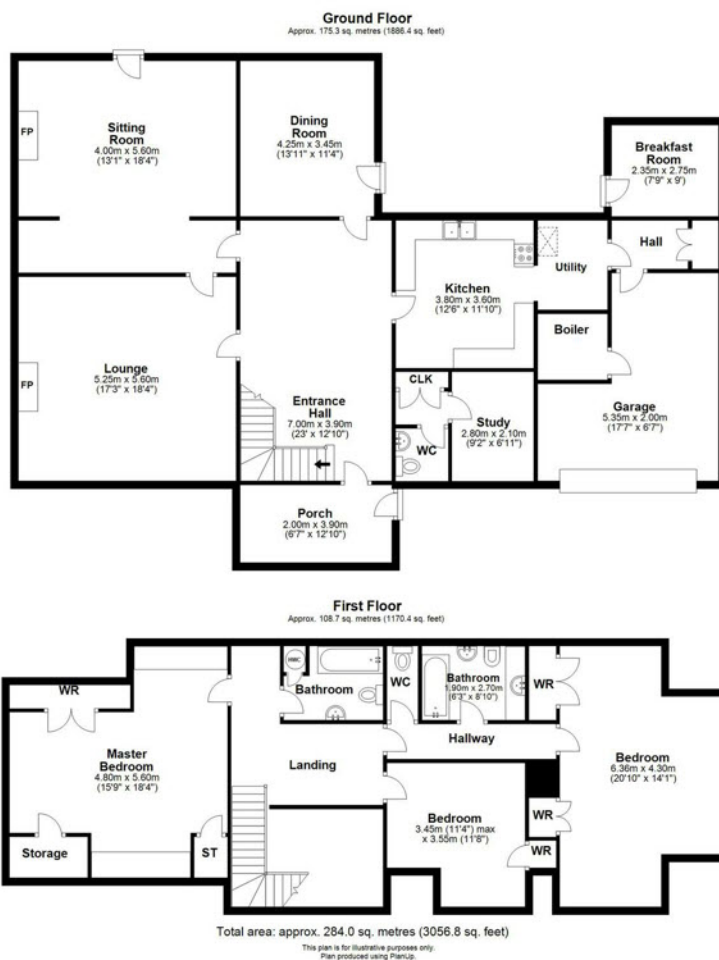 Ground Floor
Approx. 175.3 sq. metres (1886.4 sq. feet)
FP
Sitting
Room
4.00m x 5.60m
(13'1" x 18'4")
Dining
Room
4.25m x 3.45m
(13'11" x 11'4")
Breakfast
Room
2.35m x 2.75m
(7'9" x 9')
Hall
Utility
Kitchen
3.80m x 3.60m
(12'6" x 11'10")
Boiler
Lounge
5.25m x 5.60m
(17'3" x 18'4")
FP
CLK
Entrance
Hall
7.00m x 3.90m
(23' x 12'10")
WC
Study
2.80m x 2.10m
(9'2" x 6'11")
Garage
5.35m x 2.00m
(17'7" x 6'7")
Porch
2.00m x 3.90m
(6'7" x 12'10")
First Floor
Approx. 108.7 sq. metres (1170.4 sq. feet)
WR
HWC
Bathroom
WC
Bathroom
1.90m x 2.70m
(6'3" x 8'10")
WR
Master
Bedroom
4.80m x 5.60m
(15'9" x 18'4")
Landing
Hallway
Bedroom
6.36m x 4.30m
(20'10" x 14'1")
Bedroom
3.45m (11'4") max
x 3.55m (11'8")
WR
WR
Storage
ST
Total area: approx. 284.0 sq. metres (3056.8 sq. feet)
This plan is for illustrative purposes only.
Plan produced using PlanUp.